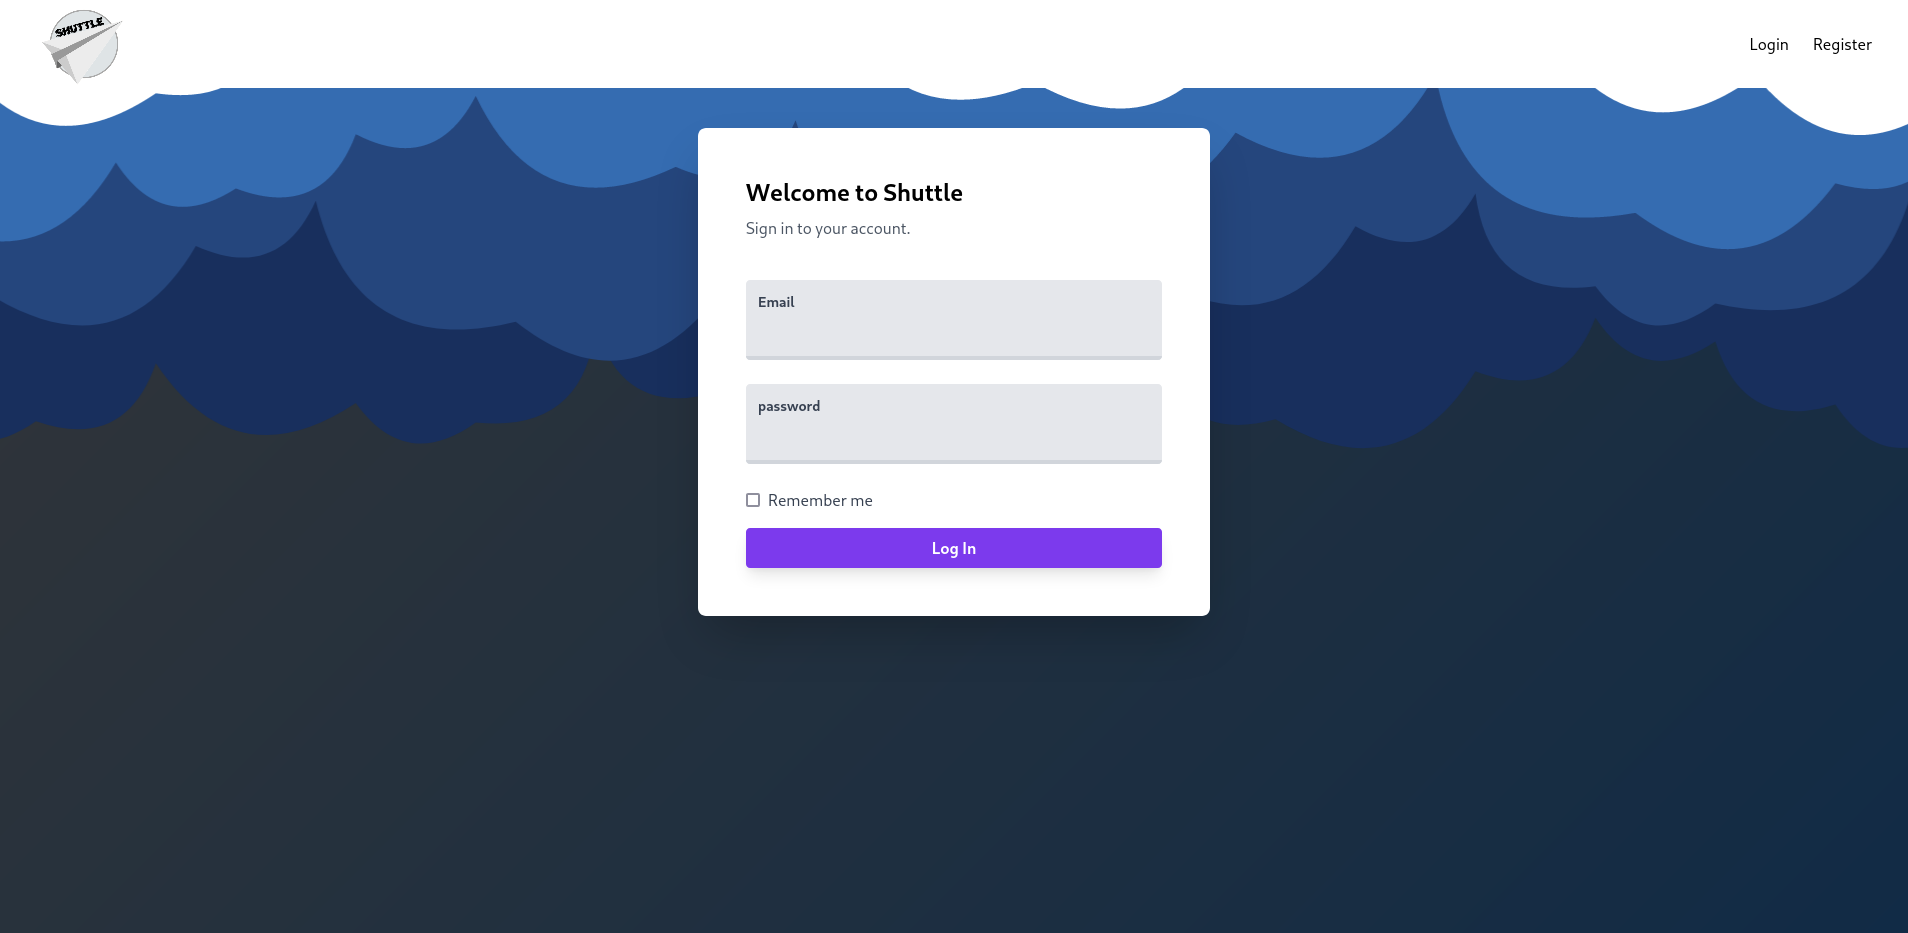 SHUTTLE
Login Register
Welcome to Shuttle
Sign in to your account.
Email
password
Remember me
Log In